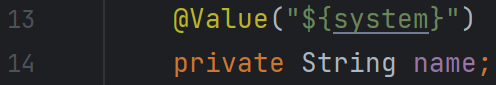 13 @Value("${system}")
14 private String name;